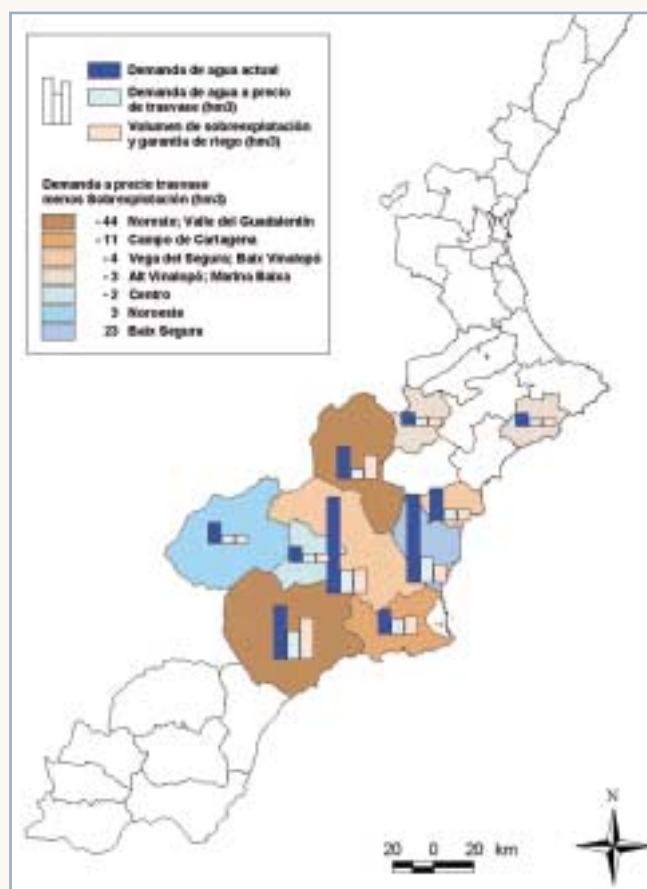 Demanda de agua actual
Demanda de agua a precio
de trasvase (hm3)
Volumen de sobreexplotación
y garantía de riego (hm3)
Demanda a precio trasvase
menos Sobreexplotación (hm3)
- 44 Noreste; Valle del Guadalentín
- 11 Campo de Cartagena
- 4 Vega del Segura; Baix Vinalopó
- 3 Alt Vinalopó; Marina Baixa
- 2 Centro
3 Noroeste
23 Baix Segura
N
20 0 20 km